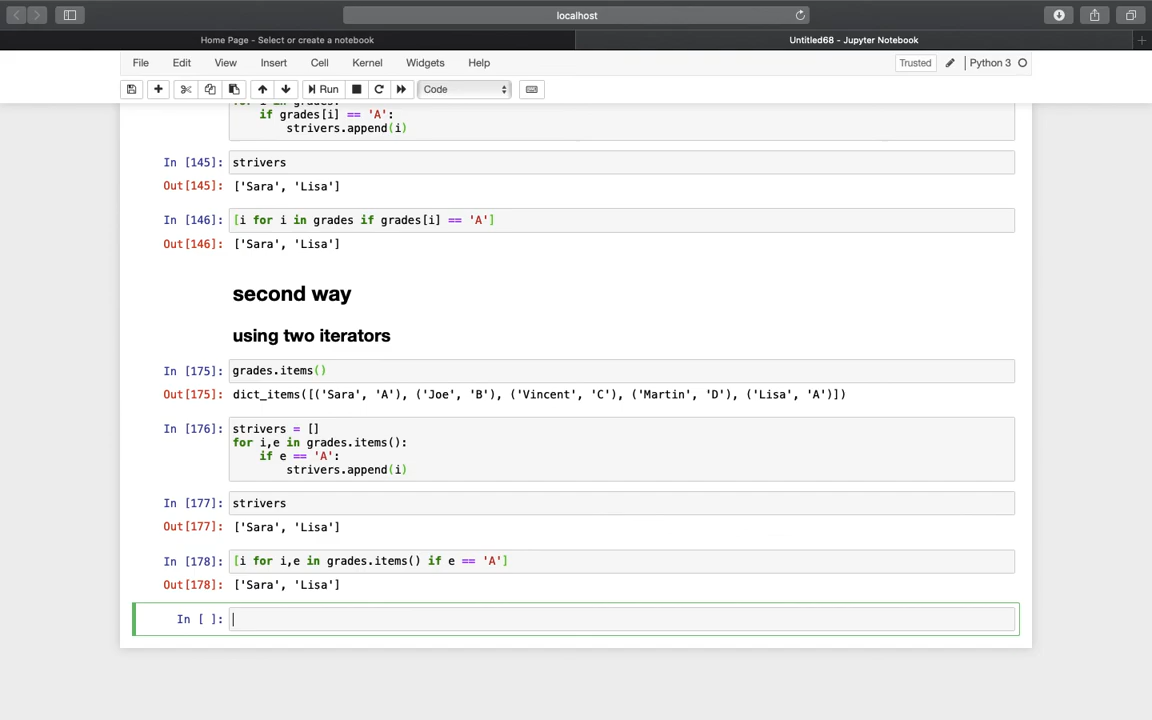 localhost
Home Page - Select or create a notebook
Untitled68 - Jupyter Notebook
File Edit View Insert Cell Kernel Widgets Help
Trusted Python 3
Run Code
for i in grades:
if grades[i] == 'A':
strivers.append(i)
In [145]: strivers
Out[145]: ['Sara', 'Lisa']
In [146]: [i for i in grades if grades[i] == 'A']
Out[146]: ['Sara', 'Lisa']
second way
using two iterators
In [175]: grades.items()
Out[175]: dict_items([('Sara', 'A'), ('Joe', 'B'), ('Vincent', 'C'), ('Martin', 'D'), ('Lisa', 'A')])
In [176]: strivers = []
for i,e in grades.items():
if e == 'A':
strivers.append(i)
In [177]: strivers
Out[177]: ['Sara', 'Lisa']
In [178]: [i for i,e in grades.items() if e == 'A']
Out[178]: ['Sara', 'Lisa']
In [ ]: